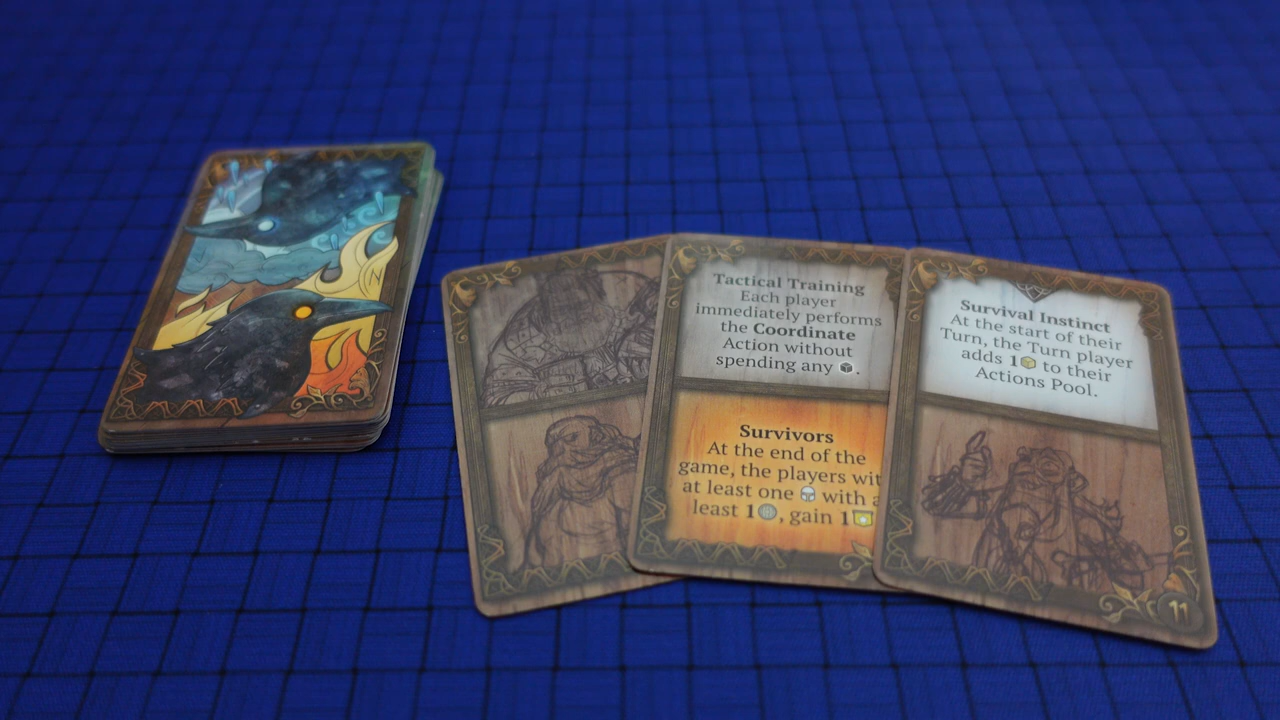 Tactical Training
Each player
immediately performs
the Coordinate
Action without
spending any .
Survivors
At the end of the
game, the players
at least one with
least 1 , gain 1
Survival Instinct
At the start of their
Turn, the Turn player
adds 1 to their
Actions Pool.
11